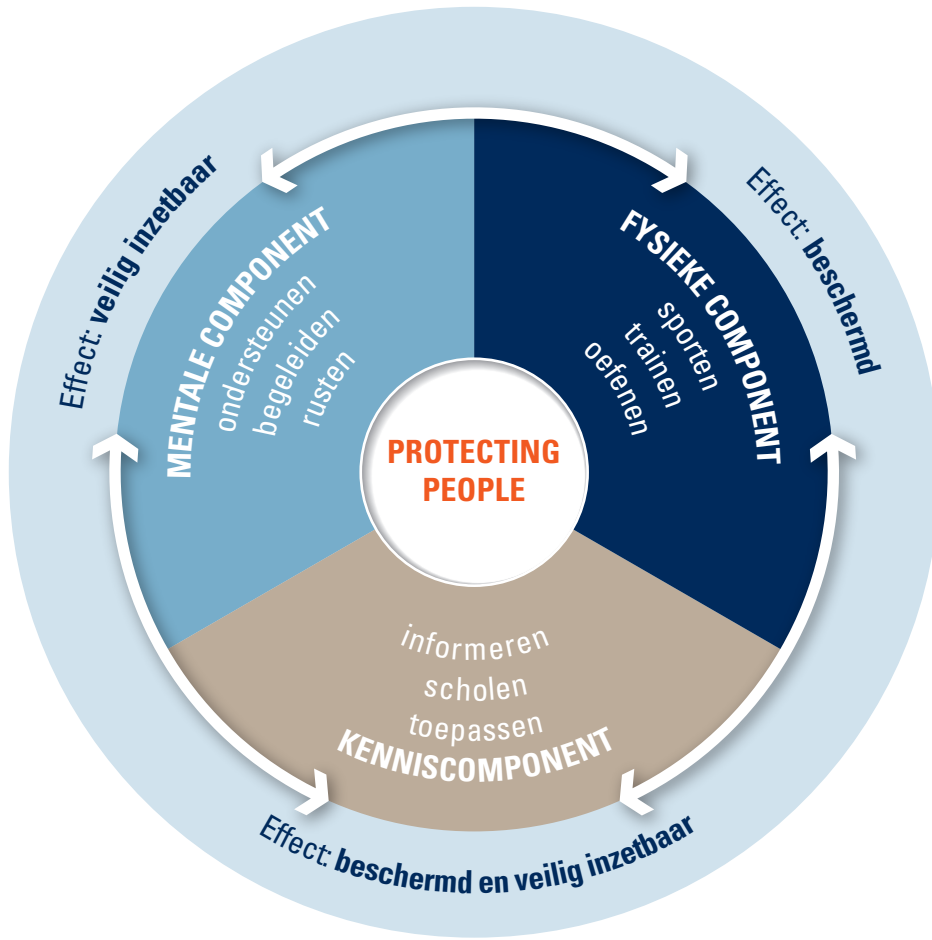 Effect: veilig inzetbaar
MENTALE COMPONENT
ondersteunen
begeleiden
rusten
Effect: beschermd
FYSIEKE COMPONENT
sporten
trainen
oefenen
PROTECTING
PEOPLE
informeren
scholen
toepassen
KENNISCOMPONENT
Effect: beschermd en veilig inzetbaar